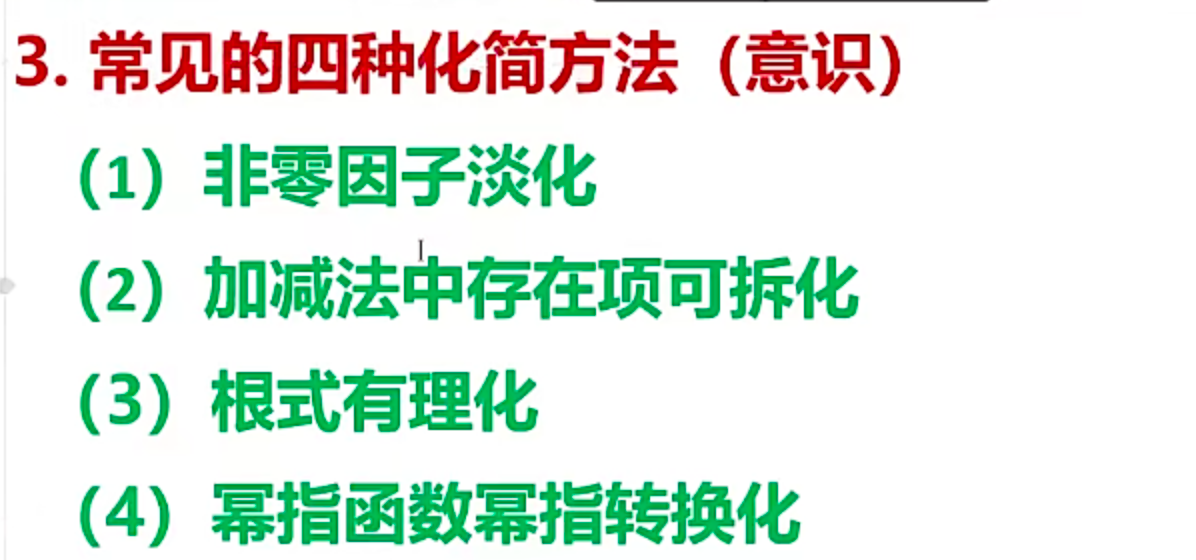 3. 常见的四种化简方法（意识）
（1）非零因子淡化
（2）加减法中存在项可拆化
（3）根式有理化
（4）幂指函数幂指转换化